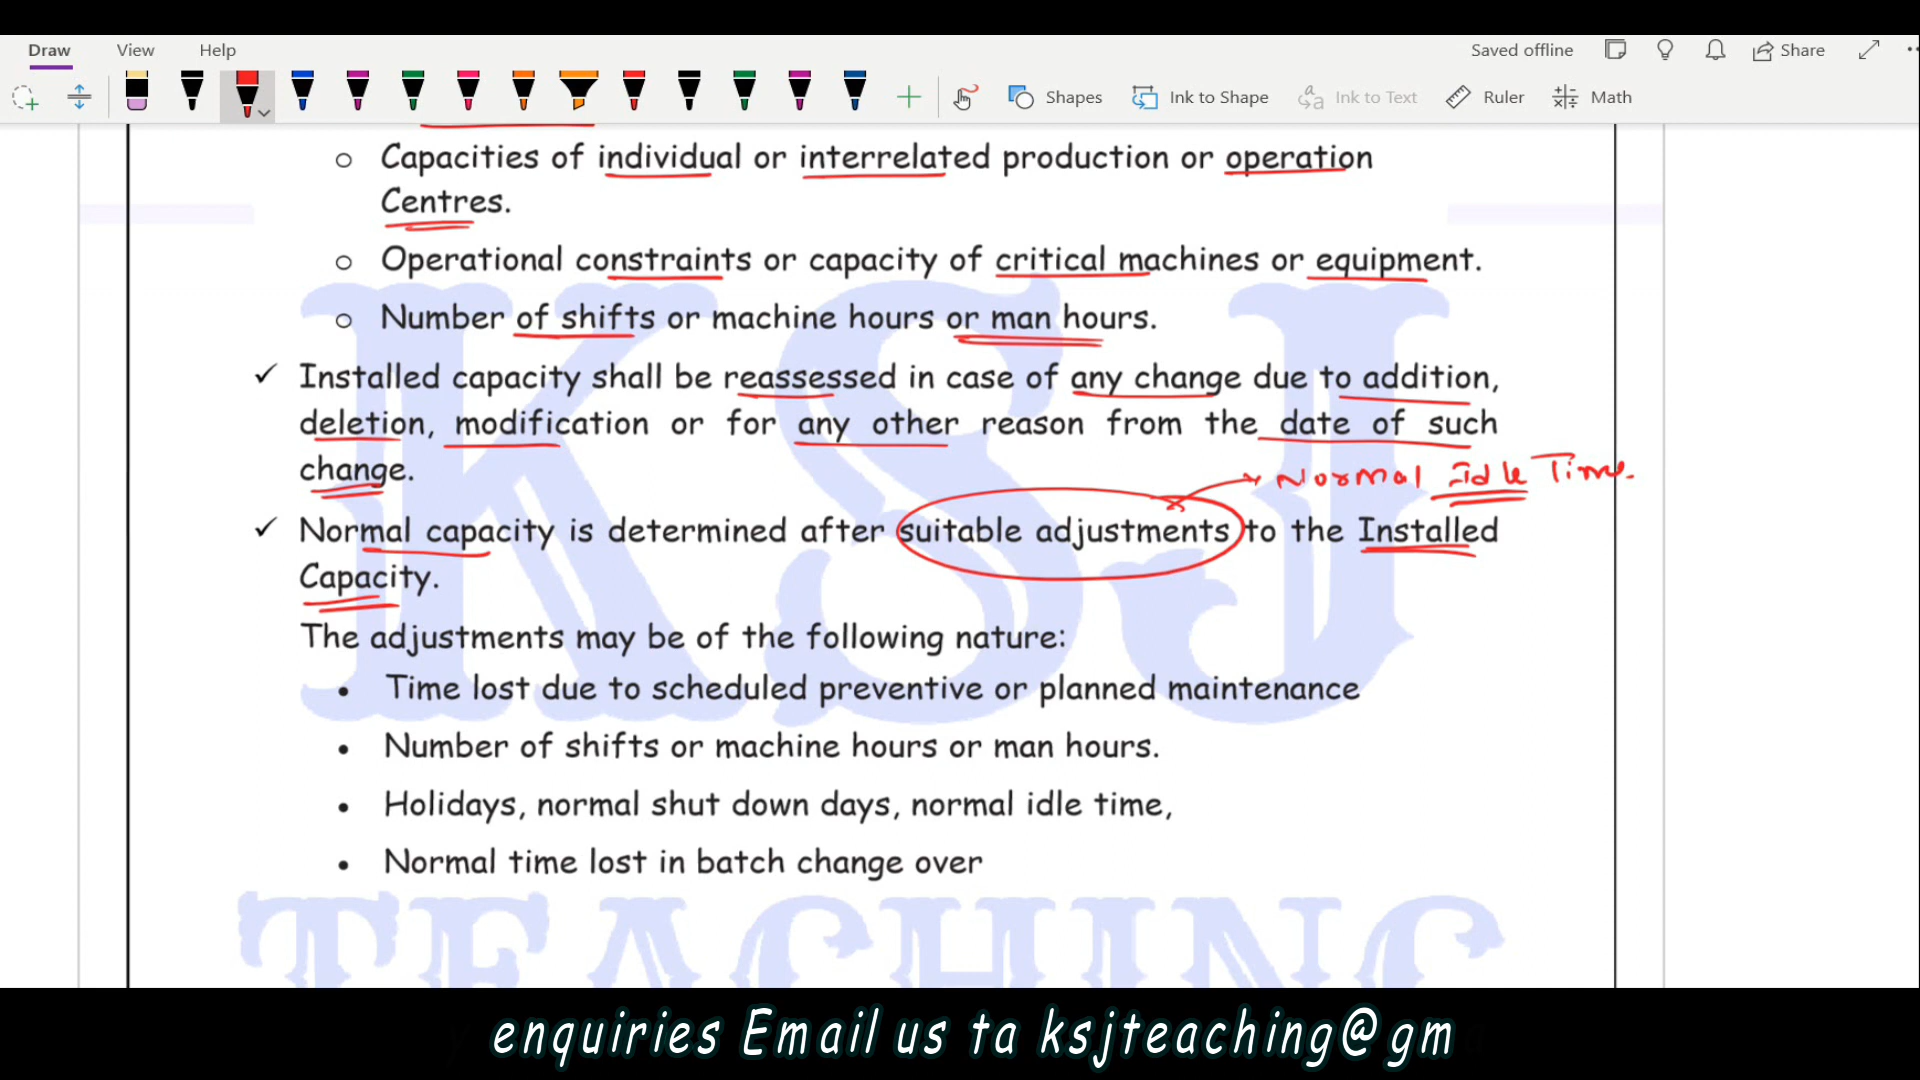 Draw View Help Saved offline Share
Shapes Ink to Shape Ink to Text Ruler Math
o Capacities of individual or interrelated production or operation
Centres.
o Operational constraints or capacity of critical machines or equipment.
o Number of shifts or machine hours or man hours.
✓ Installed capacity shall be reassessed in case of any change due to addition,
deletion, modification or for any other reason from the date of such
change.
Normal Idle Time.
✓ Normal capacity is determined after suitable adjustments to the Installed
Capacity.
The adjustments may be of the following nature:
• Time lost due to scheduled preventive or planned maintenance
• Number of shifts or machine hours or man hours.
• Holidays, normal shut down days, normal idle time,
• Normal time lost in batch change over
KSJ
TEACHING
enquiries Email us ta ksjteaching@gm